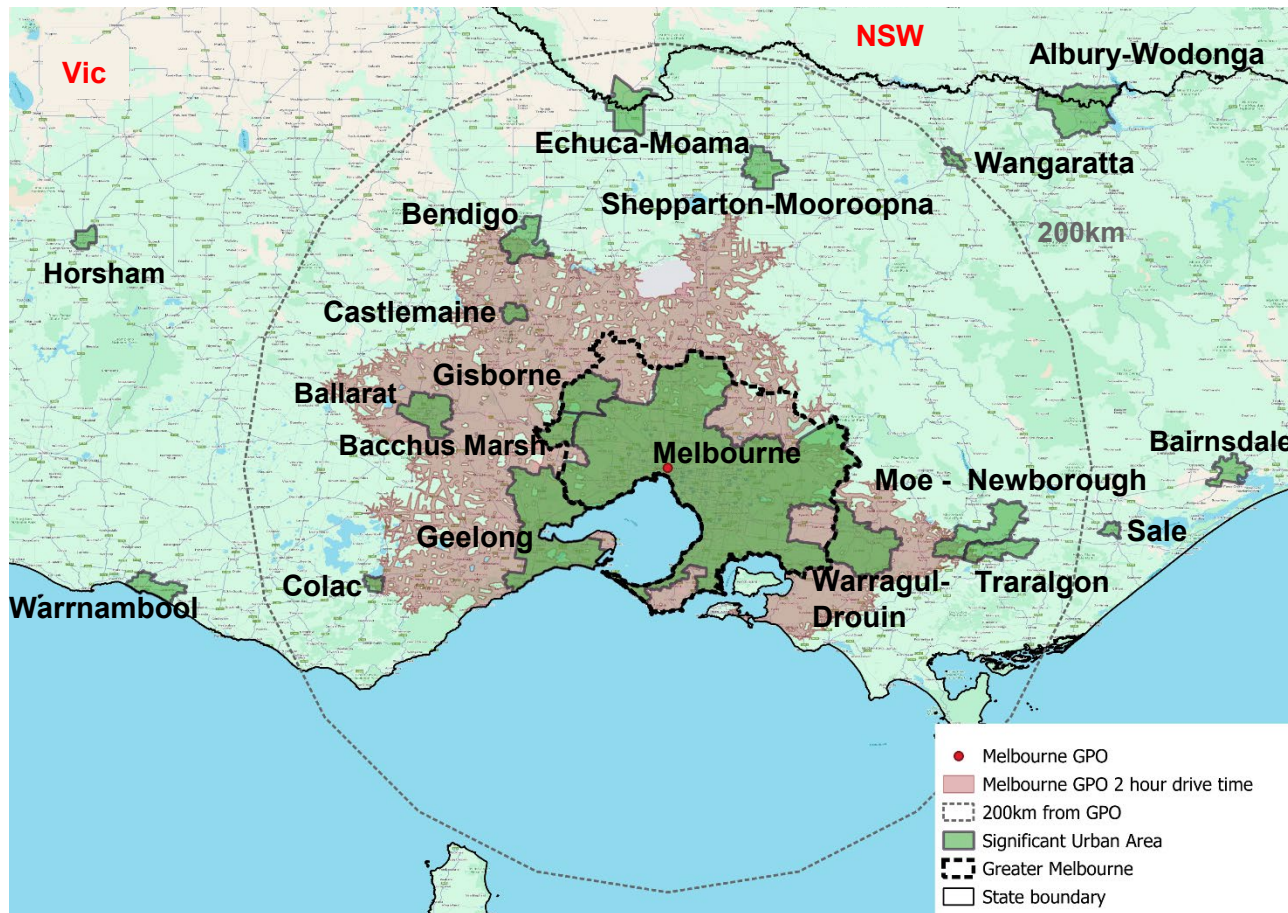 Vic
NSW
Albury-Wodonga
Echuca-Moama
Wangaratta
Shepparton-Mooroopna
Bendigo
200km
Horsham
Castlemaine
Gisborne
Ballarat
Bacchus Marsh
Melbourne
Bairnsdale
Moe - Newborough
Geelong
Sale
Colac
Warragul-
Drouin
Traralgon
Warrnambool
Melbourne GPO
Melbourne GPO 2 hour drive time
200km from GPO
Significant Urban Area
Greater Melbourne
State boundary